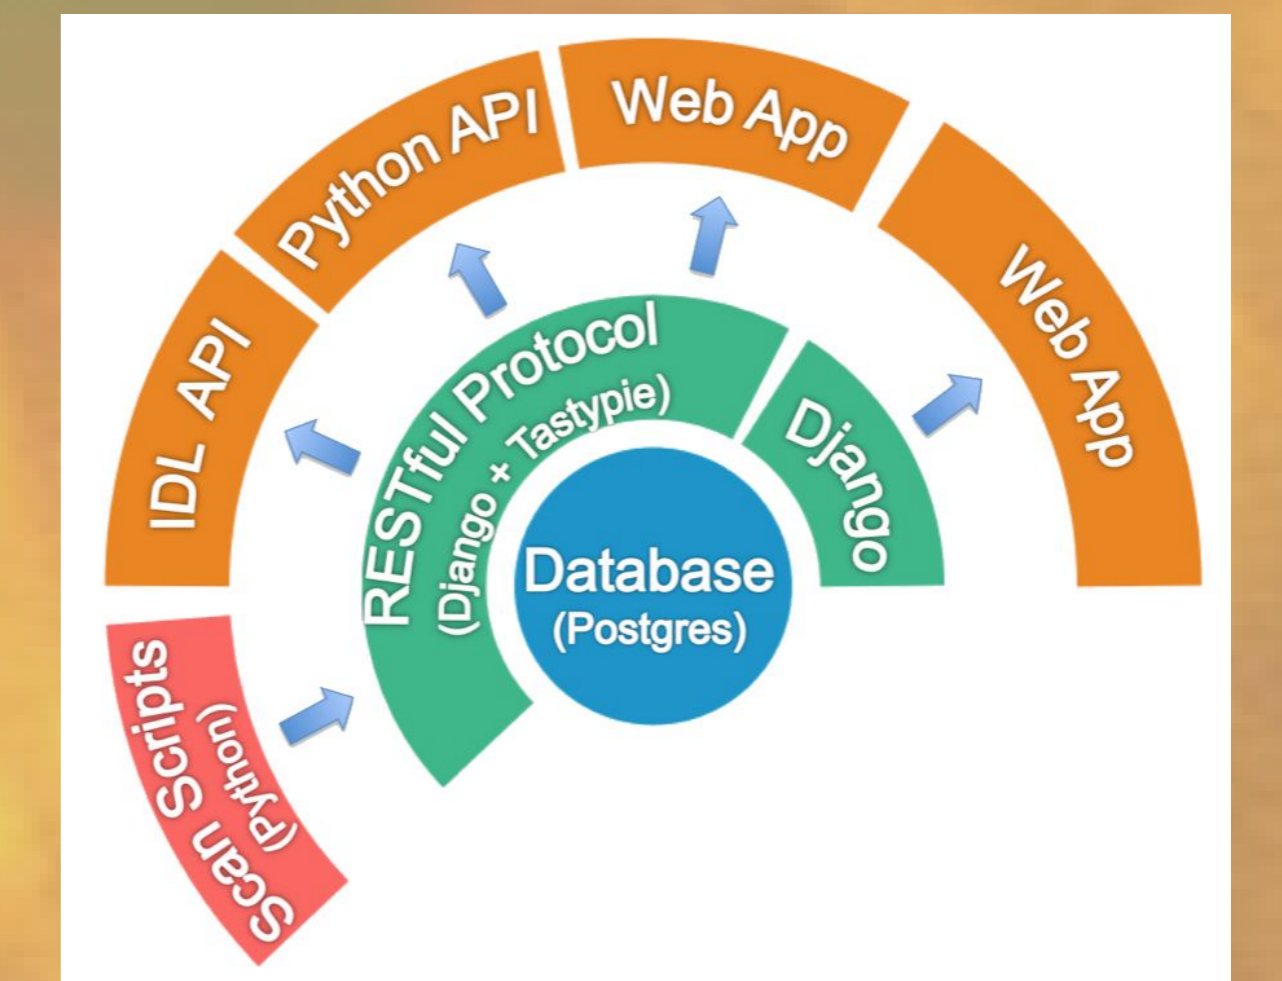 IDL API
Python API
Web App
Web App
RESTful Protocol
(Django + Tastypie)
Django
Database
(Postgres)
Scan Scripts
(Python)